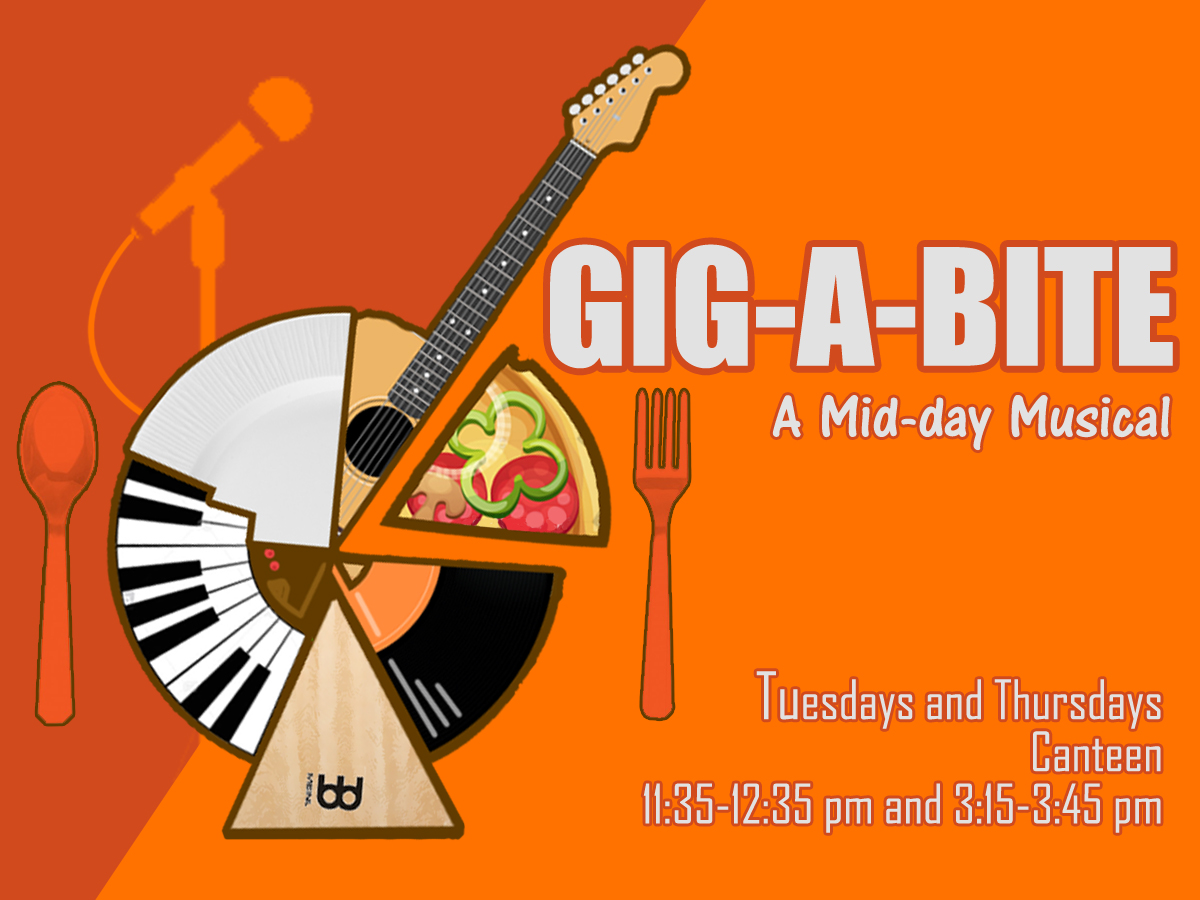 GIG-A-BITE
A Mid-day Musical
Tuesdays and Thursdays
Canteen
11:35-12:35 pm and 3:15-3:45 pm
MEINL